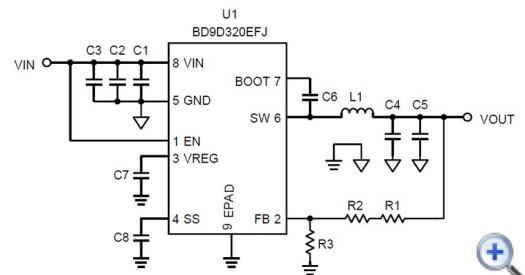 U1
BD9D320EFJ
C3 C2 C1
VIN
8 VIN
BOOT 7
5 GND
C6
L1
C4
C5
SW 6
VOUT
1 EN
3 VREG
C7
4 SS
9 EPAD
FB 2
R2
R1
C8
R3